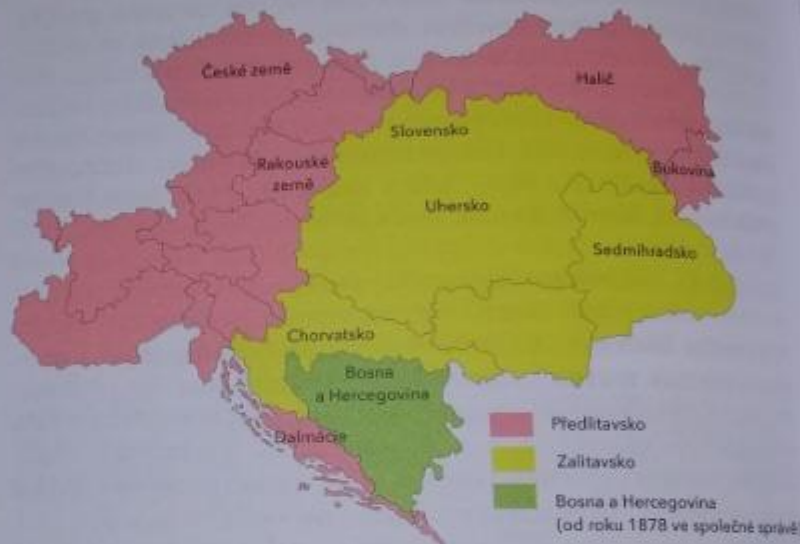 České země
Halič
Slovensko
Rakouské
země
Bukovina
Uhersko
Sedmihradsko
Chorvatsko
Bosna
a Hercegovina
Dalmácie
Předlitavsko
Zalitavsko
Bosna a Hercegovina
(od roku 1878 ve společné správě